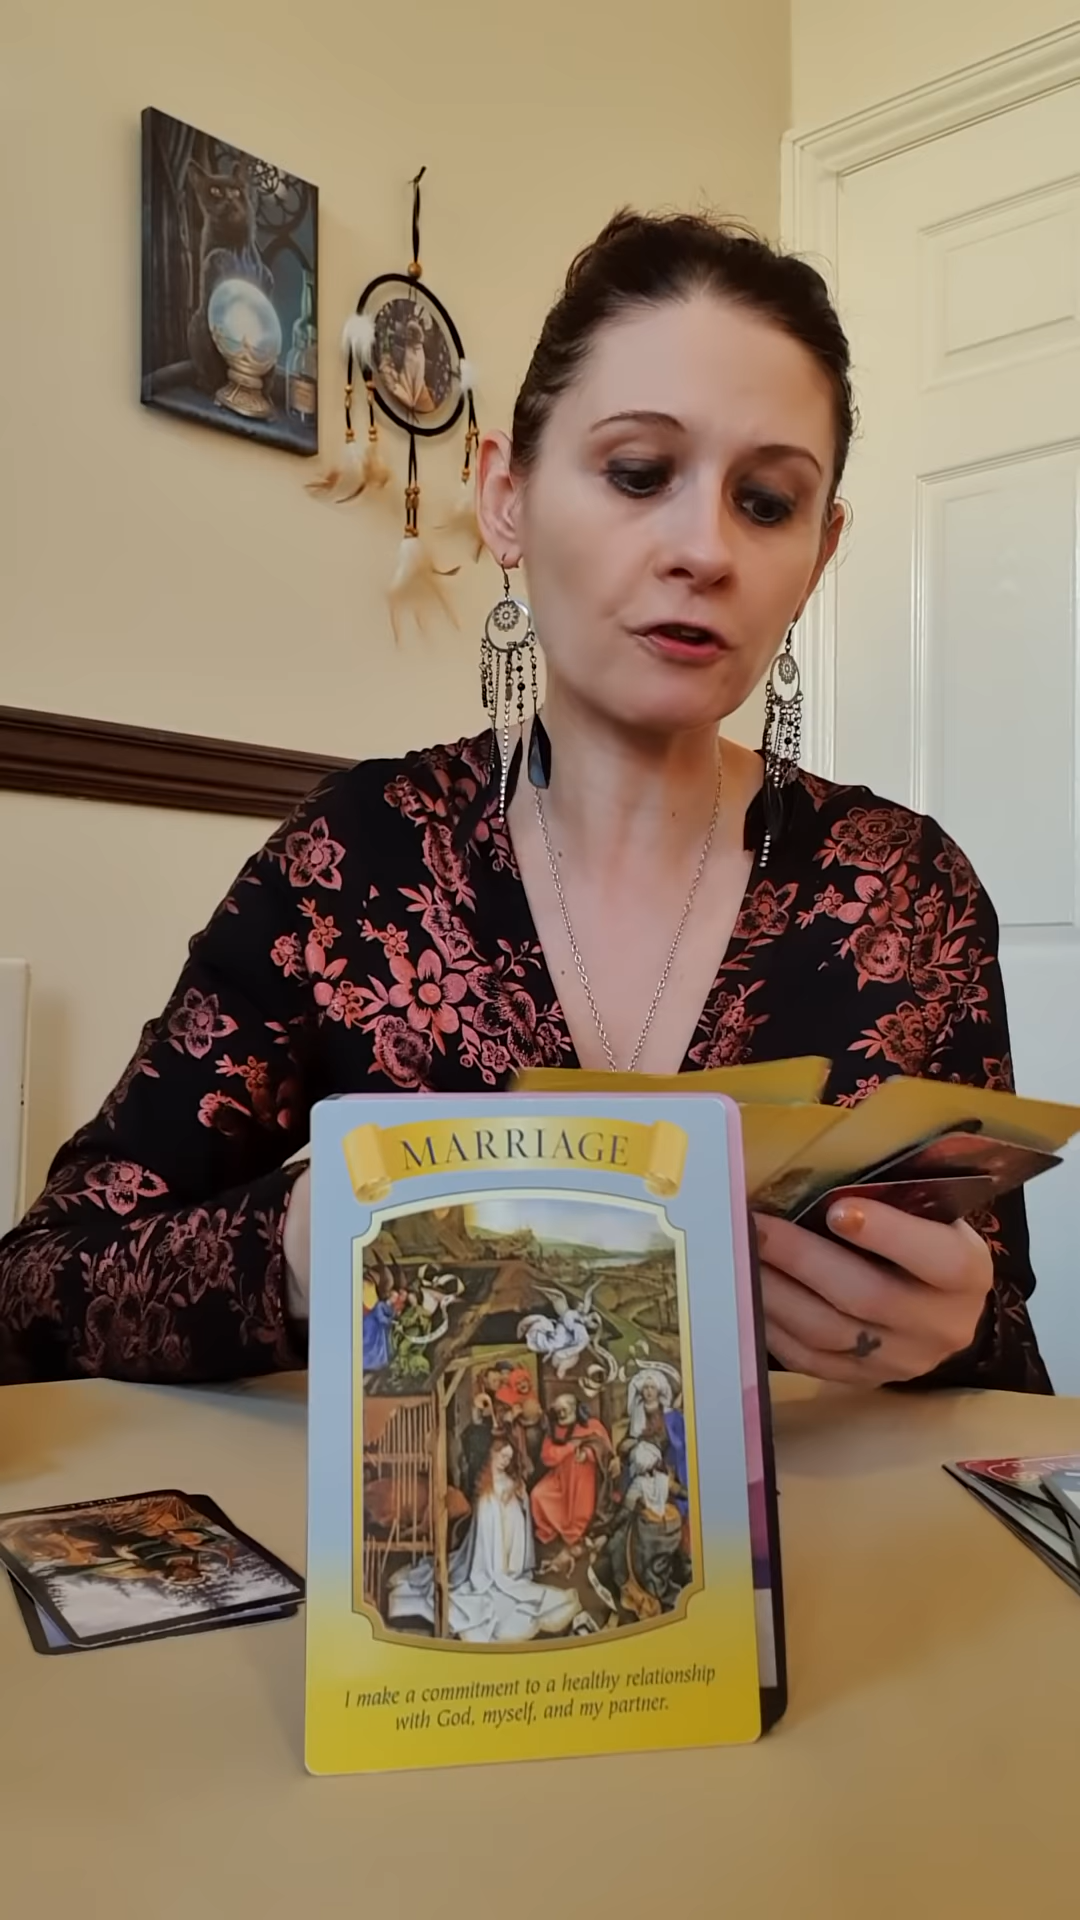 MARRIAGE
I make a commitment to a healthy relationship
with God, myself, and my partner.